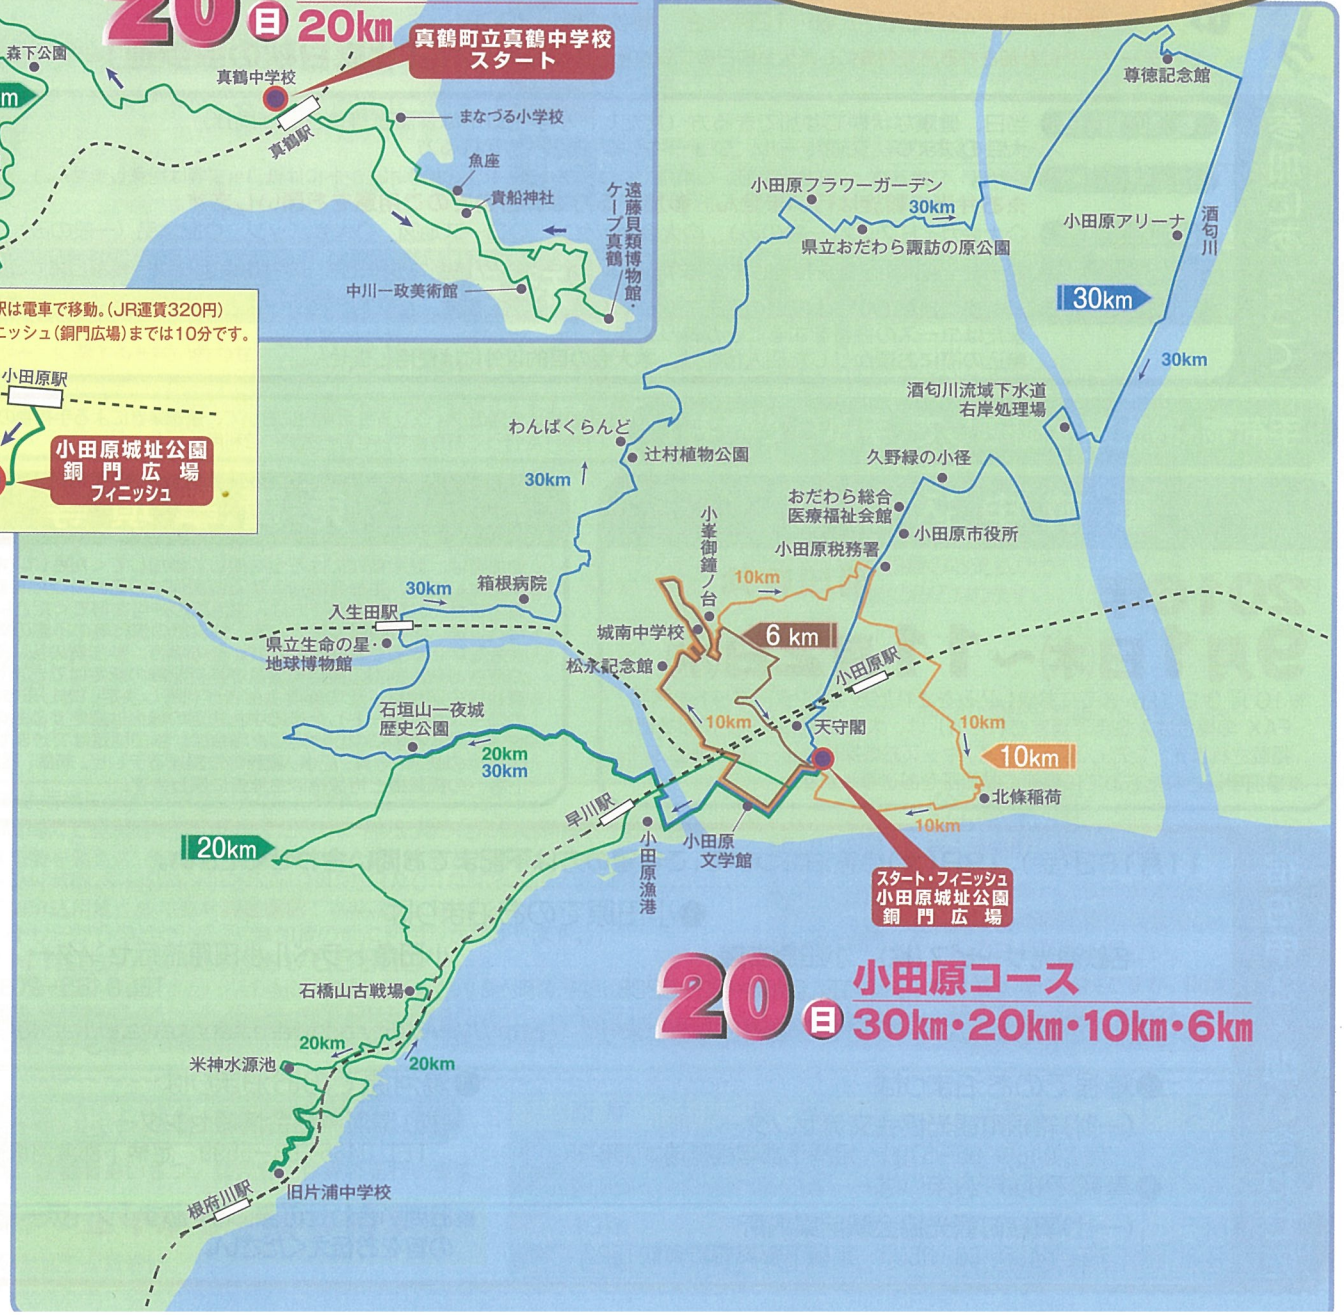 20 日 20km
真鶴町立真鶴中学校
スタート
森下公園
真鶴中学校
真鶴駅
まなづる小学校
魚座
貴船神社
遠藤貝類博物館・
ケープ真鶴
中川一政美術館
m
駅は電車で移動。(JR運賃320円)
ニッシュ(銅門広場)までは10分です。
小田原駅
小田原城址公園
銅門広場
フィニッシュ
尊徳記念館
小田原フラワーガーデン
30km
県立おだわら諏訪の原公園
小田原アリーナ
酒匂川
30km
30km
酒匂川流域下水道
右岸処理場
わんぱくらんど
辻村植物公園
30km
久野緑の小径
おだわら総合
医療福祉会館
小田原市役所
小田原税務署
小峯御鐘ノ台
10km
30km
箱根病院
入生田駅
県立生命の星・
地球博物館
城南中学校
6 km
松永記念館
小田原駅
石垣山一夜城
歴史公園
10km
天守閣
10km
10km
20km
30km
北條稲荷
早川駅
10km
20km
小田原漁港
小田原
文学館
スタート・フィニッシュ
小田原城址公園
銅門広場
石橋山古戦場
20 日 小田原コース
30km・20km・10km・6km
20km
米神水源池
20km
旧片浦中学校
根府川駅